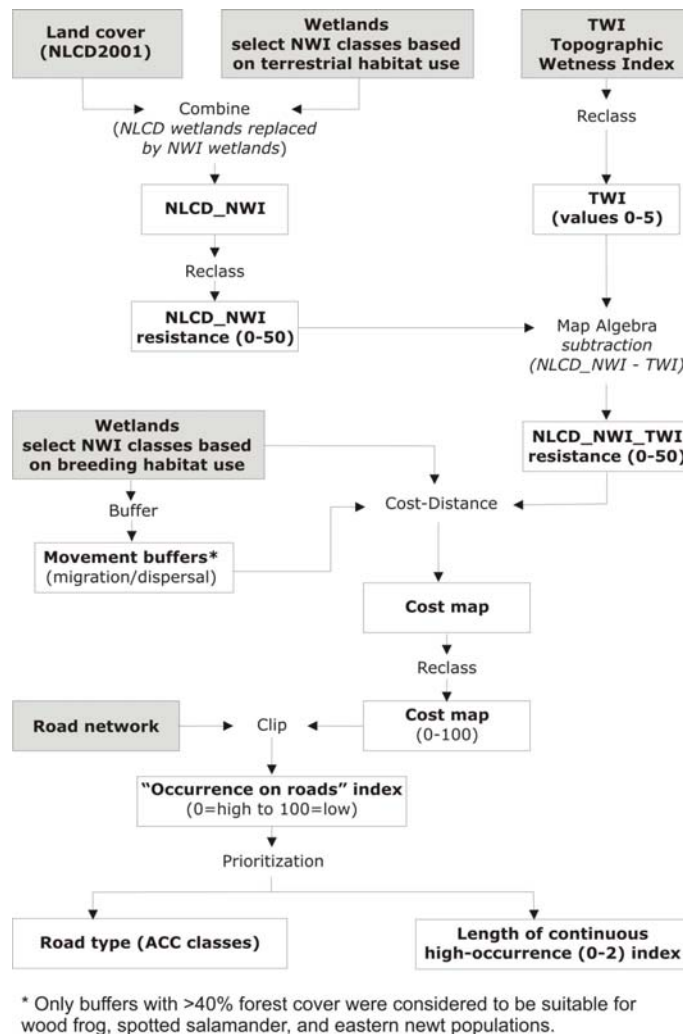 Land cover
(NLCD2001)
Wetlands
select NWI classes based
on terrestrial habitat use
TWI
Topographic
Wetness Index
Combine
(NLCD wetlands replaced
by NWI wetlands)
Reclass
NLCD_NWI
TWI
(values 0-5)
Reclass
NLCD_NWI
resistance (0-50)
Map Algebra
subtraction
(NLCD_NWI - TWI)
Wetlands
select NWI classes based
on breeding habitat use
NLCD_NWI_TWI
resistance (0-50)
Buffer
Cost-Distance
Movement buffers*
(migration/dispersal)
Cost map
Reclass
Road network
Clip
Cost map
(0-100)
“Occurrence on roads” index
(0=high to 100=low)
Prioritization
Road type (ACC classes)
Length of continuous
high-occurrence (0-2) index
* Only buffers with >40% forest cover were considered to be suitable for
wood frog, spotted salamander, and eastern newt populations.